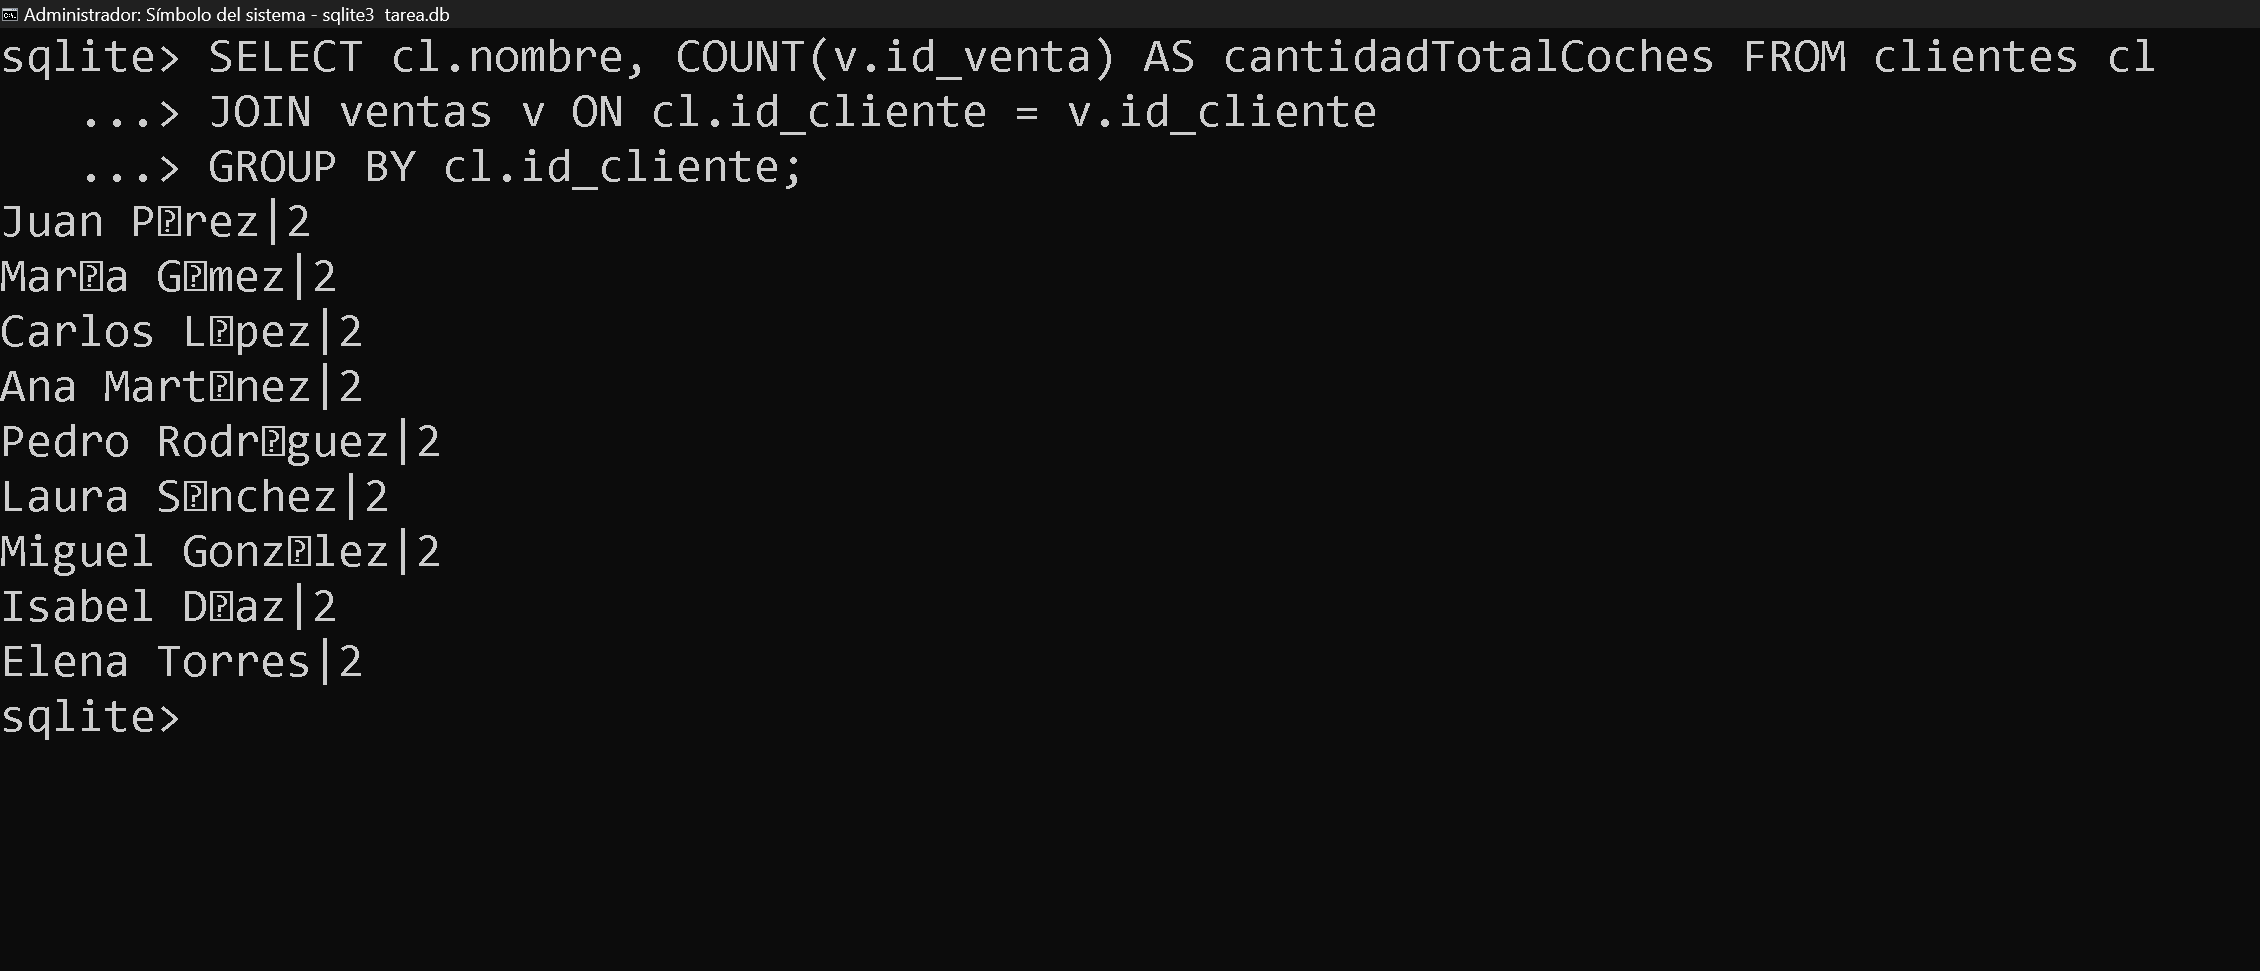 Administrador: Símbolo del sistema - sqlite3  tarea.db
sqlite> SELECT cl.nombre, COUNT(v.id_venta) AS cantidadTotalCoches FROM clientes cl
   ...> JOIN ventas v ON cl.id_cliente = v.id_cliente
   ...> GROUP BY cl.id_cliente;
Juan P�rez|2
Mar�a G�mez|2
Carlos L�pez|2
Ana Mart�nez|2
Pedro Rodr�guez|2
Laura S�nchez|2
Miguel Gonz�lez|2
Isabel D�az|2
Elena Torres|2
sqlite>